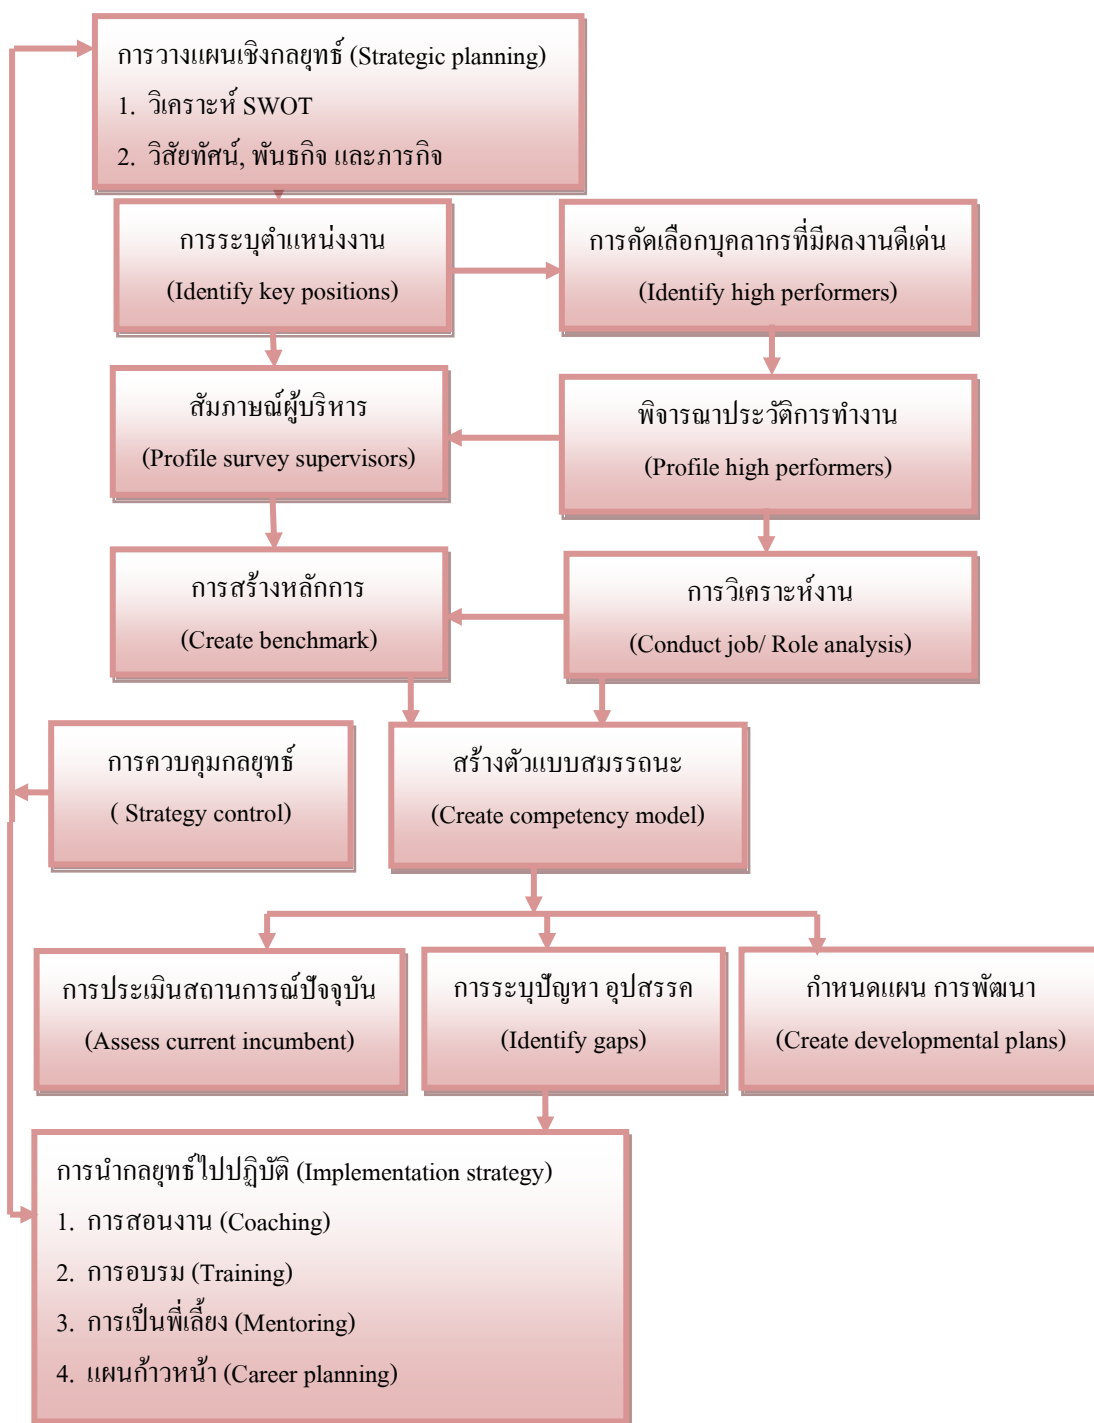 การวางแผนเชิงกลยุทธ์ (Strategic planning)
1. วิเคราะห์ SWOT
2. วิสัยทัศน์, พันธกิจ และภารกิจ
การระบุตำแหน่งงาน
(Identify key positions)
การคัดเลือกบุคลากรที่มีผลงานดีเด่น
(Identify high performers)
สัมภาษณ์ผู้บริหาร
(Profile survey supervisors)
พิจารณาประวัติการทำงาน
(Profile high performers)
การสร้างหลักการ
(Create benchmark)
การวิเคราะห์งาน
(Conduct job/ Role analysis)
การควบคุมกลยุทธ์
( Strategy control)
สร้างตัวแบบสมรรถนะ
(Create competency model)
การประเมินสถานการณ์ปัจจุบัน
(Assess current incumbent)
การระบุปัญหา อุปสรรค
(Identify gaps)
กำหนดแผน การพัฒนา
(Create developmental plans)
การนำกลยุทธ์ไปปฏิบัติ (Implementation strategy)
1. การสอนงาน (Coaching)
2. การอบรม (Training)
3. การเป็นพี่เลี้ยง (Mentoring)
4. แผนก้าวหน้า (Career planning)